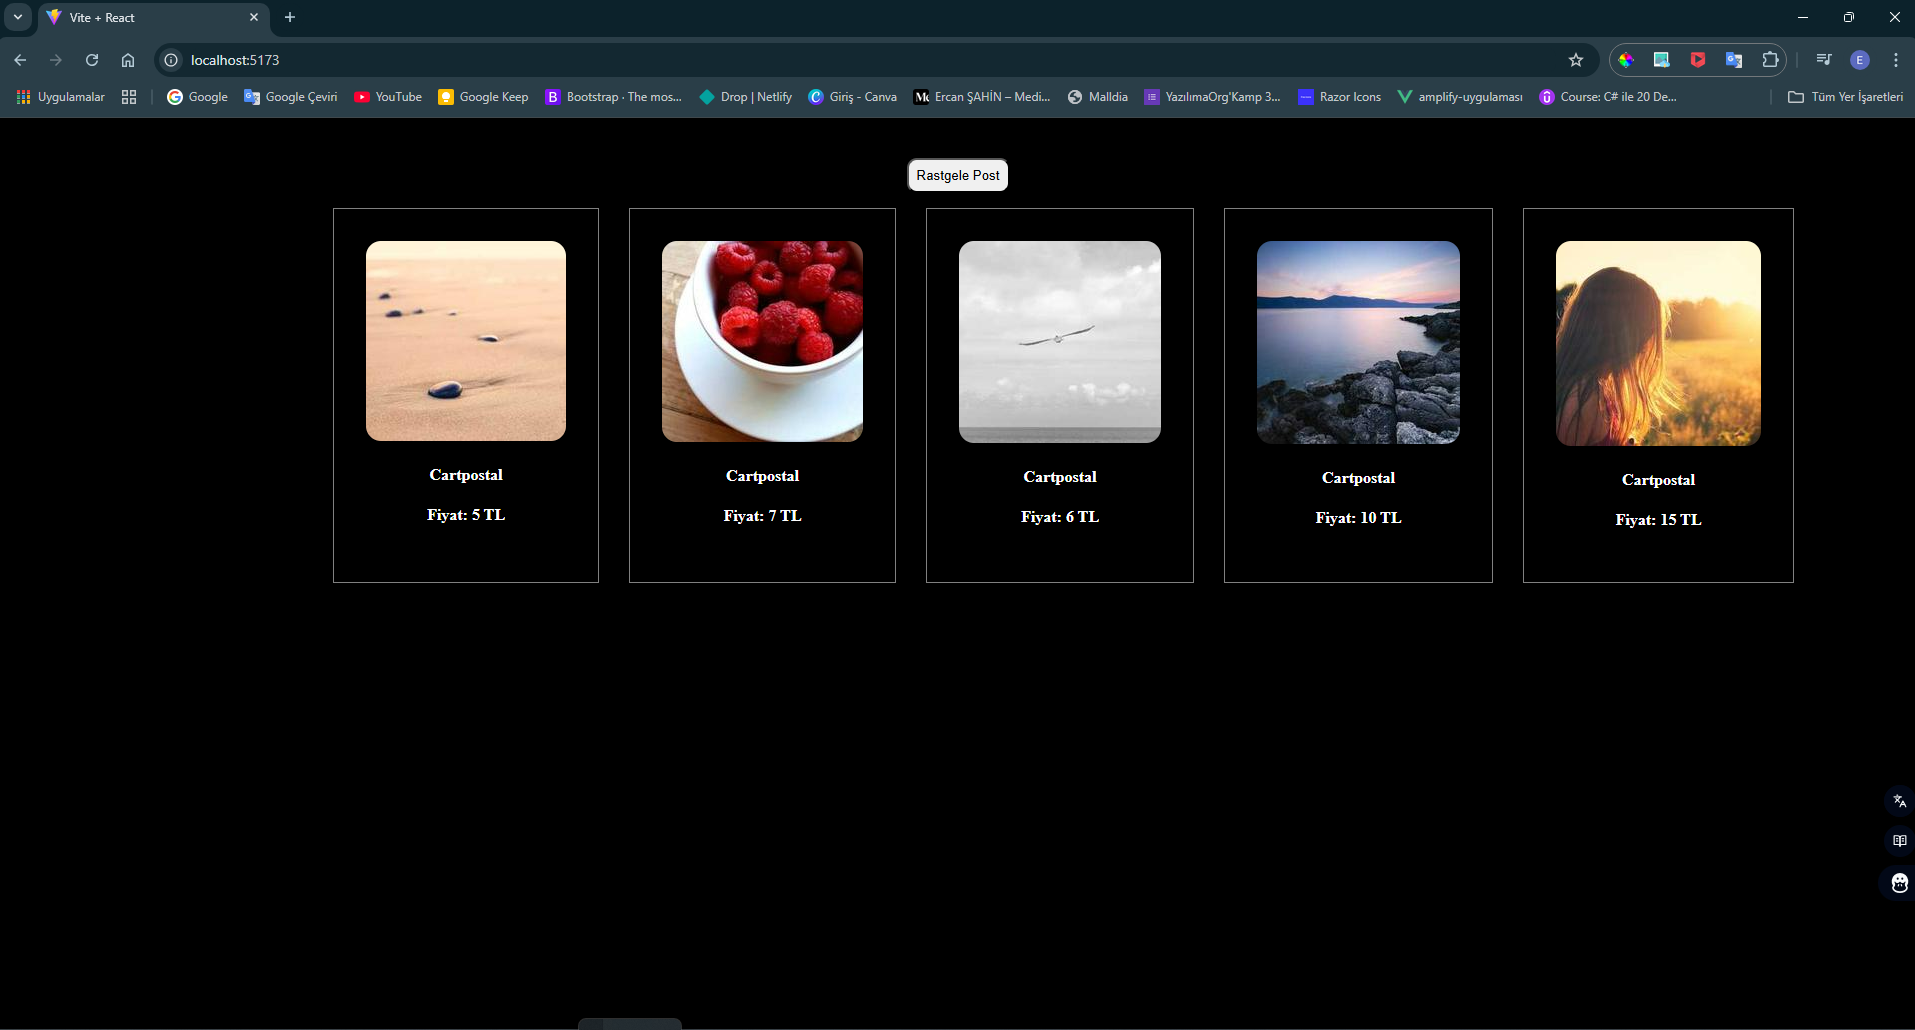 Vite + React
localhost:5173
E
Uygulamalar
Google
Google Çeviri
YouTube
Google Keep
B
Bootstrap · The mos...
Drop | Netlify
Giriş - Canva
Ercan ŞAHİN – Medi...
Malldia
YazılımaOrg'Kamp 3...
Razor Icons
amplify-uygulaması
Course: C# ile 20 De...
Tüm Yer İşaretleri
Rastgele Post
Cartpostal
Fiyat: 5 TL
Cartpostal
Fiyat: 7 TL
Cartpostal
Fiyat: 6 TL
Cartpostal
Fiyat: 10 TL
Cartpostal
Fiyat: 15 TL